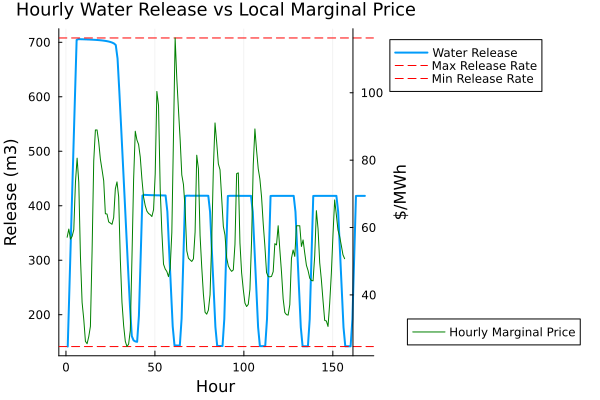 Hourly Water Release vs Local Marginal Price
Release (m3)
700
600
500
400
300
200
0
50
100
150
Hour
100
80
60
40
$/MWh
Water Release
Max Release Rate
Min Release Rate
Hourly Marginal Price